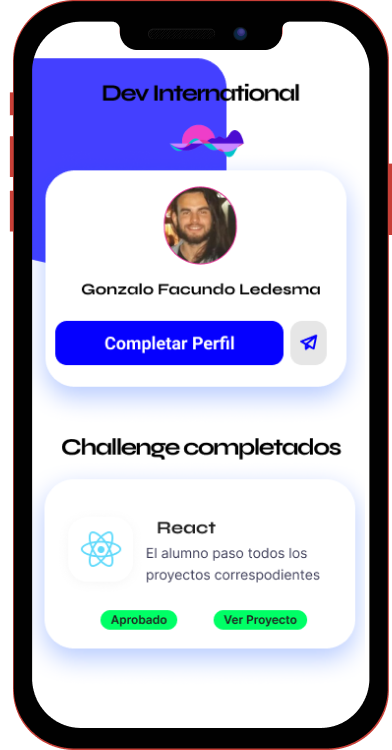 Dev International
Gonzalo Facundo Ledesma
Completar Perfil
Challenge completados
React
El alumno paso todos los
proyectos correspodientes
Aprobado
Ver Proyecto